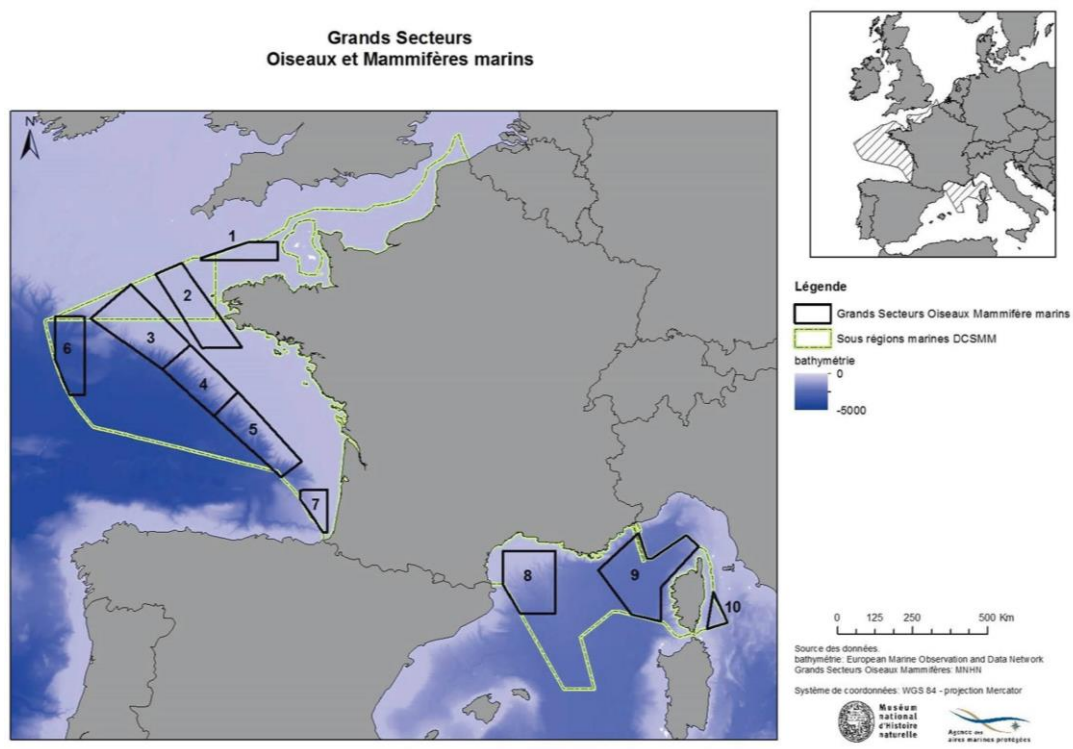 Grands Secteurs
Oiseaux et Mammifères marins
N
1
2
3
4
5
6
7
8
9
10
Légende
Grands Secteurs Oiseaux Mammifère marins
Sous régions marines DCSMM
bathymétrie
0
-5000
0 125 250 500 Km
Source des données.
bathymétrie: European Marine Observation and Data Network
Grands Secteurs Oiseaux Mammifères: MNHN
Système de coordonnées: WGS 84 - projection Mercator
Muséum
national
d'Histoire
naturelle
Agence des
aires marines protégées